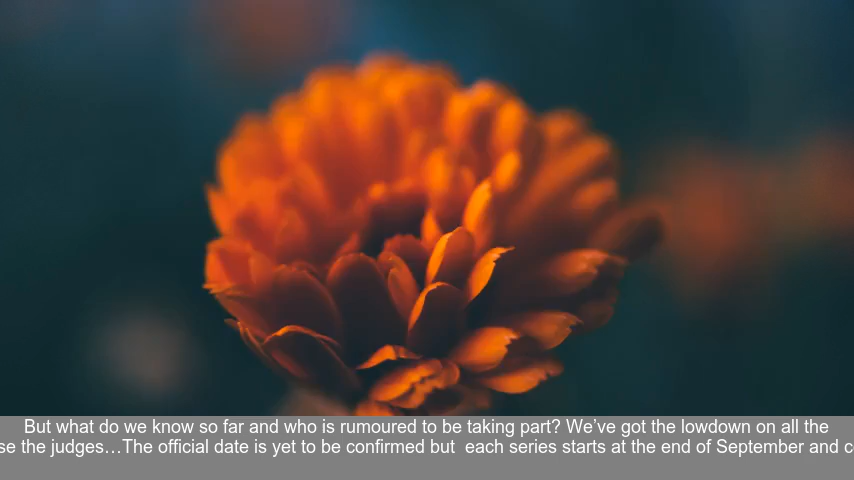 But what do we know so far and who is rumoured to be taking part? We’ve got the lowdown on all the
the judges…The official date is yet to be confirmed but  each series starts at the end of September and